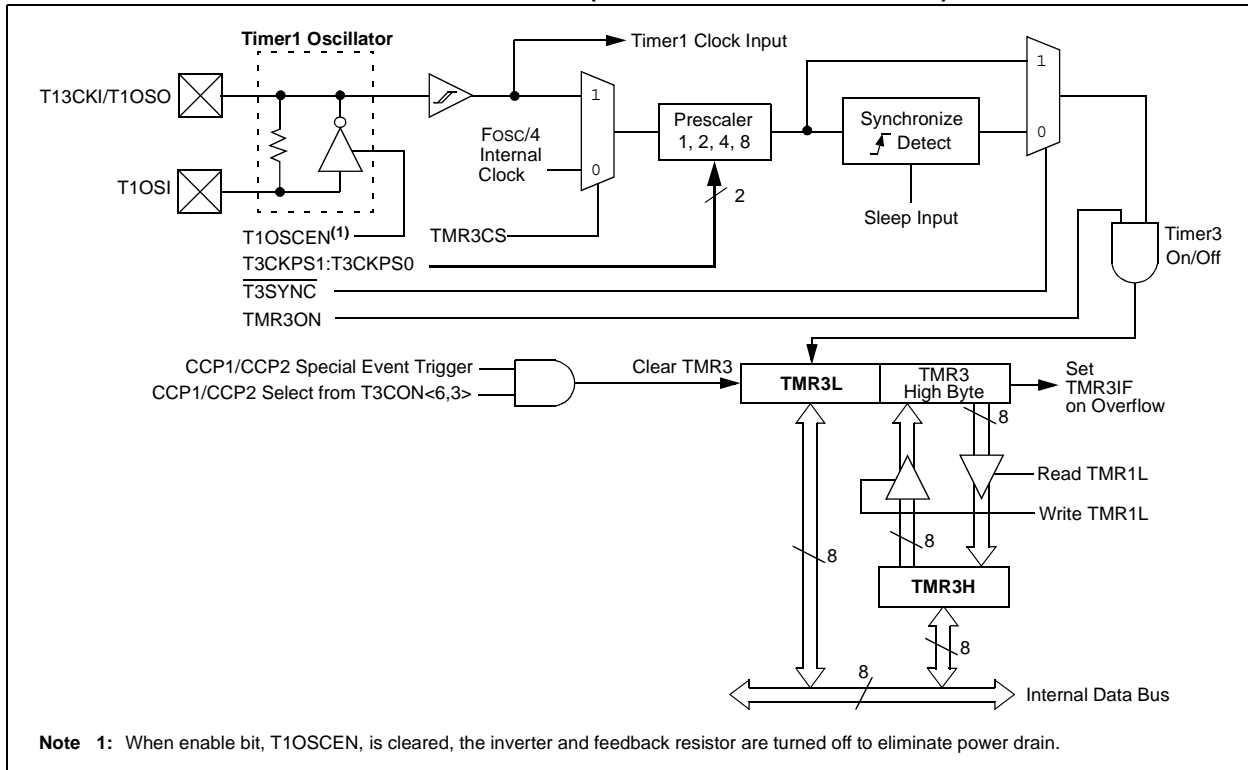 Timer1 Oscillator
Timer1 Clock Input
T13CKI/T1OSO
1
1
FOSC/4
Internal
Clock
0
Prescaler
1, 2, 4, 8
Synchronize
Detect
0
T1OSI
2
Sleep Input
T1OSCEN(1)
TMR3CS
Timer3
On/Off
T3CKPS1:T3CKPS0
T3SYNC
TMR3ON
CCP1/CCP2 Special Event Trigger
CCP1/CCP2 Select from T3CON<6,3>
Clear TMR3
TMR3L
TMR3
High Byte
Set
TMR3IF
on Overflow
8
Read TMR1L
Write TMR1L
8
8
TMR3H
8
8
Internal Data Bus
Note 1: When enable bit, T1OSCEN, is cleared, the inverter and feedback resistor are turned off to eliminate power drain.